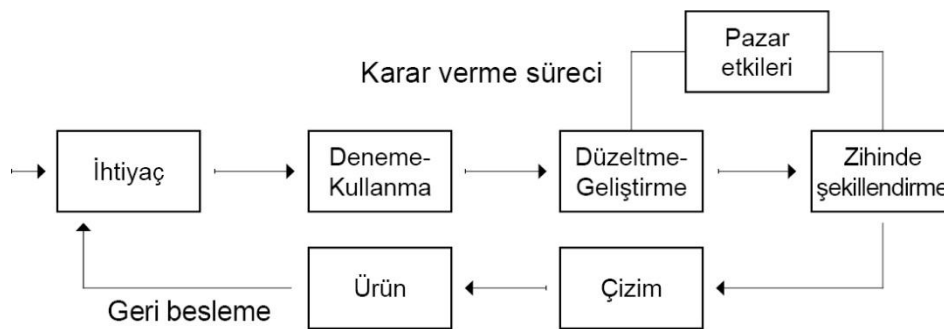 Pazar
etkileri
Karar verme süreci
İhtiyaç
Deneme-
Kullanma
Düzeltme-
Geliştirme
Zihinde
şekillendirme
Ürün
Çizim
Geri besleme